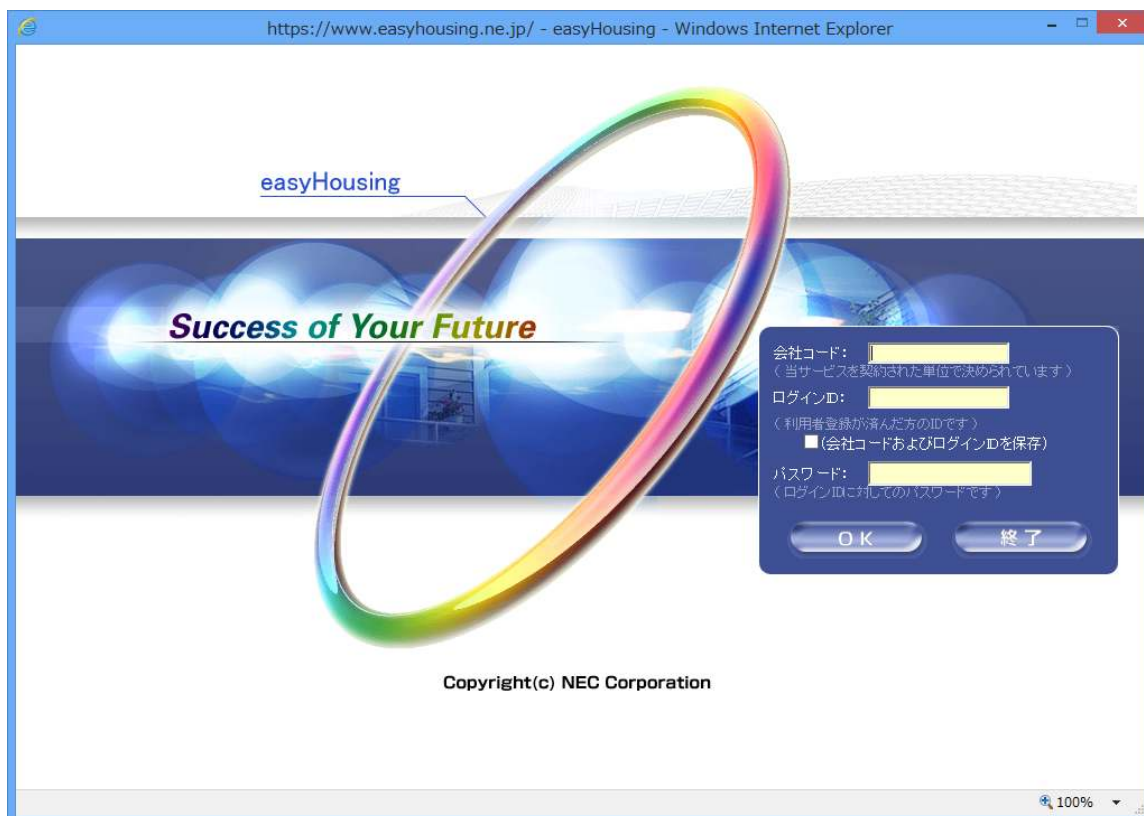 https://www.easyhousing.ne.jp/ - easyHousing - Windows Internet Explorer
easyHousing
Success of Your Future
会社コード：
（当サービスを契約された単位で決められています）
ログインID：
（利用者登録が済んだ方のIDです）
（会社コードおよびログインIDを保存）
パスワード：
（ログインIDに対してのパスワードです）
ＯＫ 終了
Copyright(c) NEC Corporation
100%